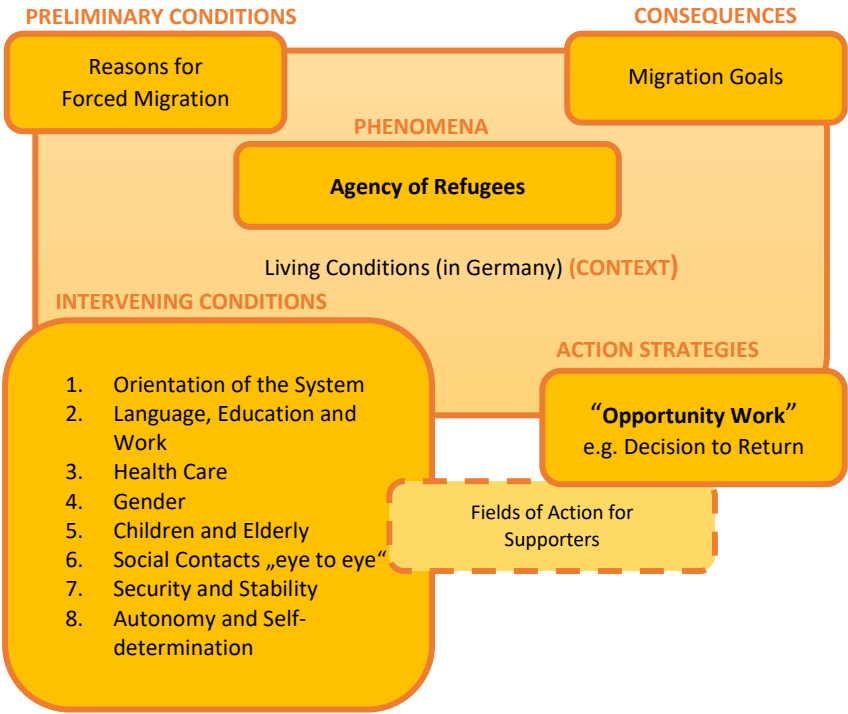 PRELIMINARY CONDITIONS
CONSEQUENCES
Reasons for
Forced Migration
Migration Goals
PHENOMENA
Agency of Refugees
Living Conditions (in Germany) (CONTEXT)
INTERVENING CONDITIONS
1. Orientation of the System
2. Language, Education and
Work
3. Health Care
4. Gender
5. Children and Elderly
6. Social Contacts „eye to eye“
7. Security and Stability
8. Autonomy and Self-
determination
ACTION STRATEGIES
“Opportunity Work”
e.g. Decision to Return
Fields of Action for
Supporters